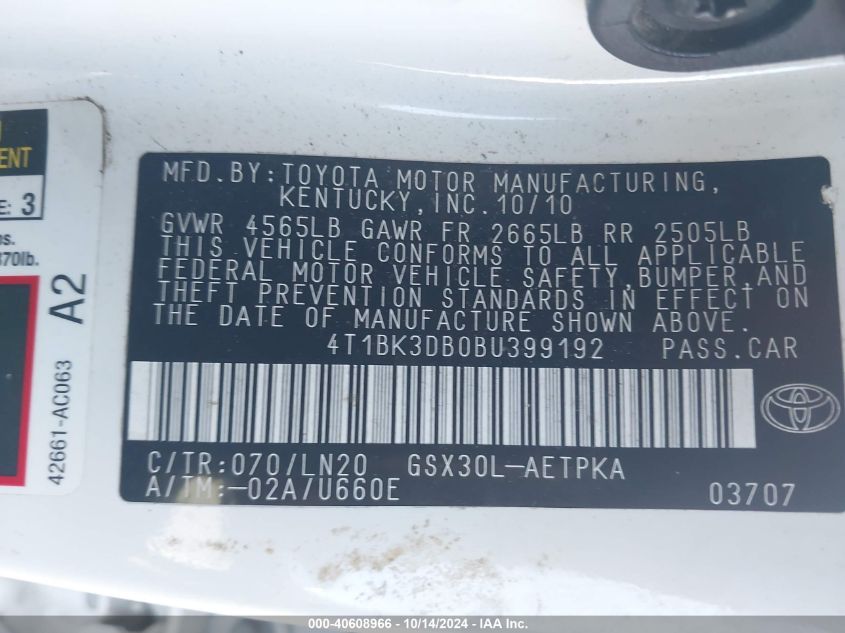 MFD.BY:TOYOTA MOTOR MANUFACTURING,
KENTUCKY,INC.10/10
GVWR 4565LB GAWR FR 2665LB RR 2505LB
THIS VEHICLE CONFORMS TO ALL APPLICABLE
FEDERAL MOTOR VEHICLE SAFETY,BUMPER,AND
THEFT PREVENTION STANDARDS IN EFFECT ON
THE DATE OF MANUFACTURE SHOWN ABOVE.
4T1BK3DB0BU399192 PASS.CAR
C/TR:070/LN20 GSX30L-AETPKA
A/TM:-02A/U660E 03707
E: 3
A2
42661-AC063
000-40608966 - 10/14/2024 - IAA Inc.